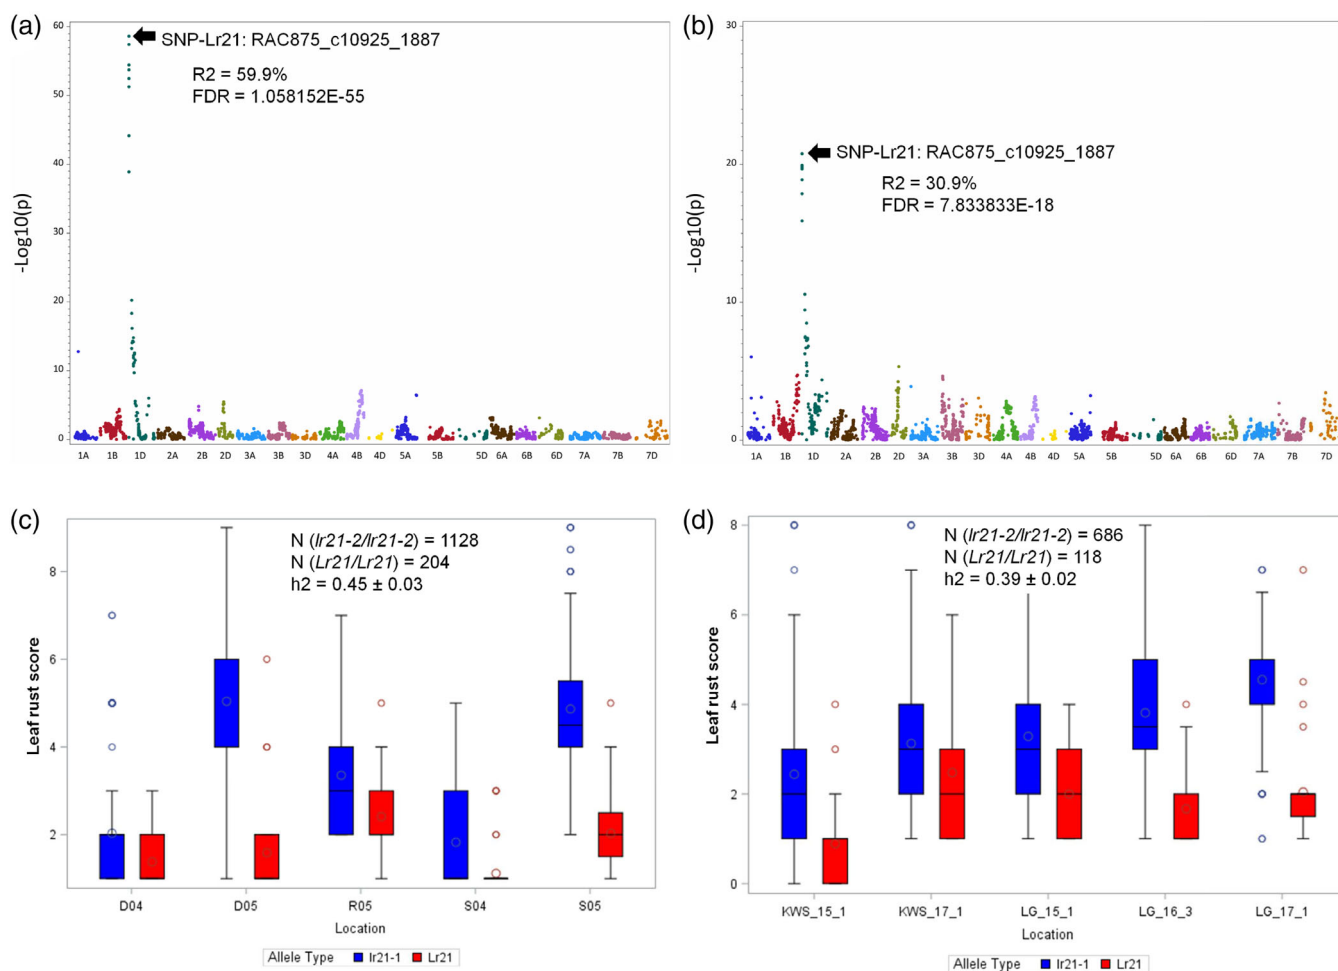 (a)
60
50
40
30
20
10
0
-Log10(p)
SNP-Lr21: RAC875_c10925_1887
R2 = 59.9%
FDR = 1.058152E-55
1A 1B 1D 2A 2B 2D 3A 3B 3D 4A 4B 4D 5A 5B 5D 6A 6B 6D 7A 7B 7D
(b)
30
20
10
0
-Log10(p)
SNP-Lr21: RAC875_c10925_1887
R2 = 30.9%
FDR = 7.833833E-18
1A 1B 1D 2A 2B 2D 3A 3B 3D 4A 4B 4D 5A 5B 5D 6A 6B 6D 7A 7B 7D
(c)
N (lr21-2/lr21-2) = 1128
N (Lr21/Lr21) = 204
h2 = 0.45 ± 0.03
8
6
4
2
Leaf rust score
D04 D05 R05 S04 S05
Location
Allele Type lr21-1 Lr21
(d)
N (lr21-2/lr21-2) = 686
N (Lr21/Lr21) = 118
h2 = 0.39 ± 0.02
8
6
4
2
0
Leaf rust score
KWS_15_1 KWS_17_1 LG_15_1 LG_16_3 LG_17_1
Location
Allele Type lr21-1 Lr21